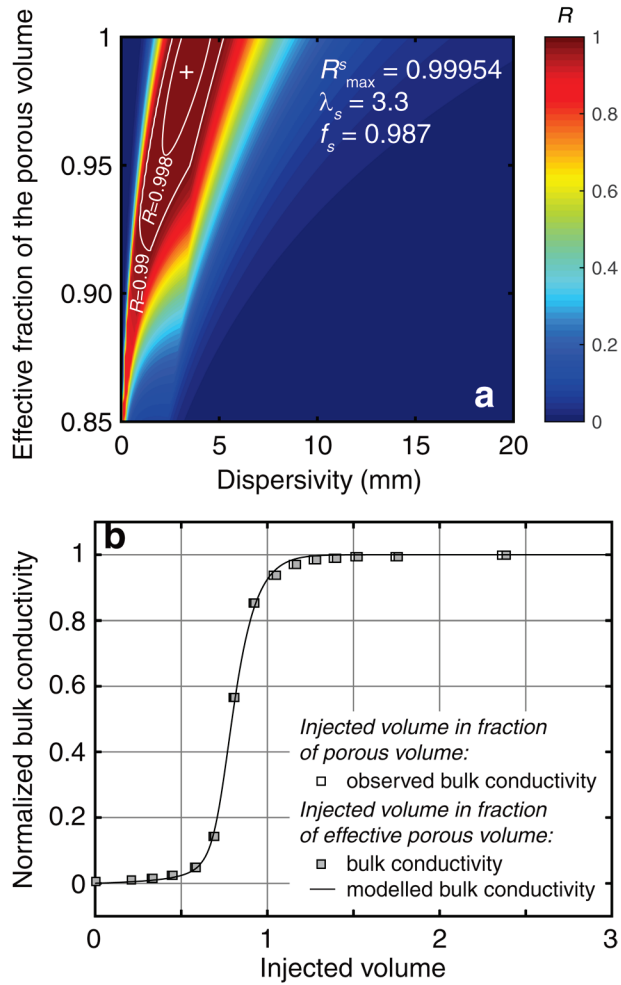 R
Effective fraction of the porous volume
1
0.95
0.90
0.85
R^s_max = 0.99954
λ_s = 3.3
f_s = 0.987
+
R=0.998
R=0.99
a
0
5
10
15
20
Dispersivity (mm)
1
0.8
0.6
0.4
0.2
0
b
Normalized bulk conductivity
1
0.8
0.6
0.4
0.2
0
Injected volume in fraction
of porous volume:
observed bulk conductivity
Injected volume in fraction
of effective porous volume:
bulk conductivity
modelled bulk conductivity
0
1
2
3
Injected volume